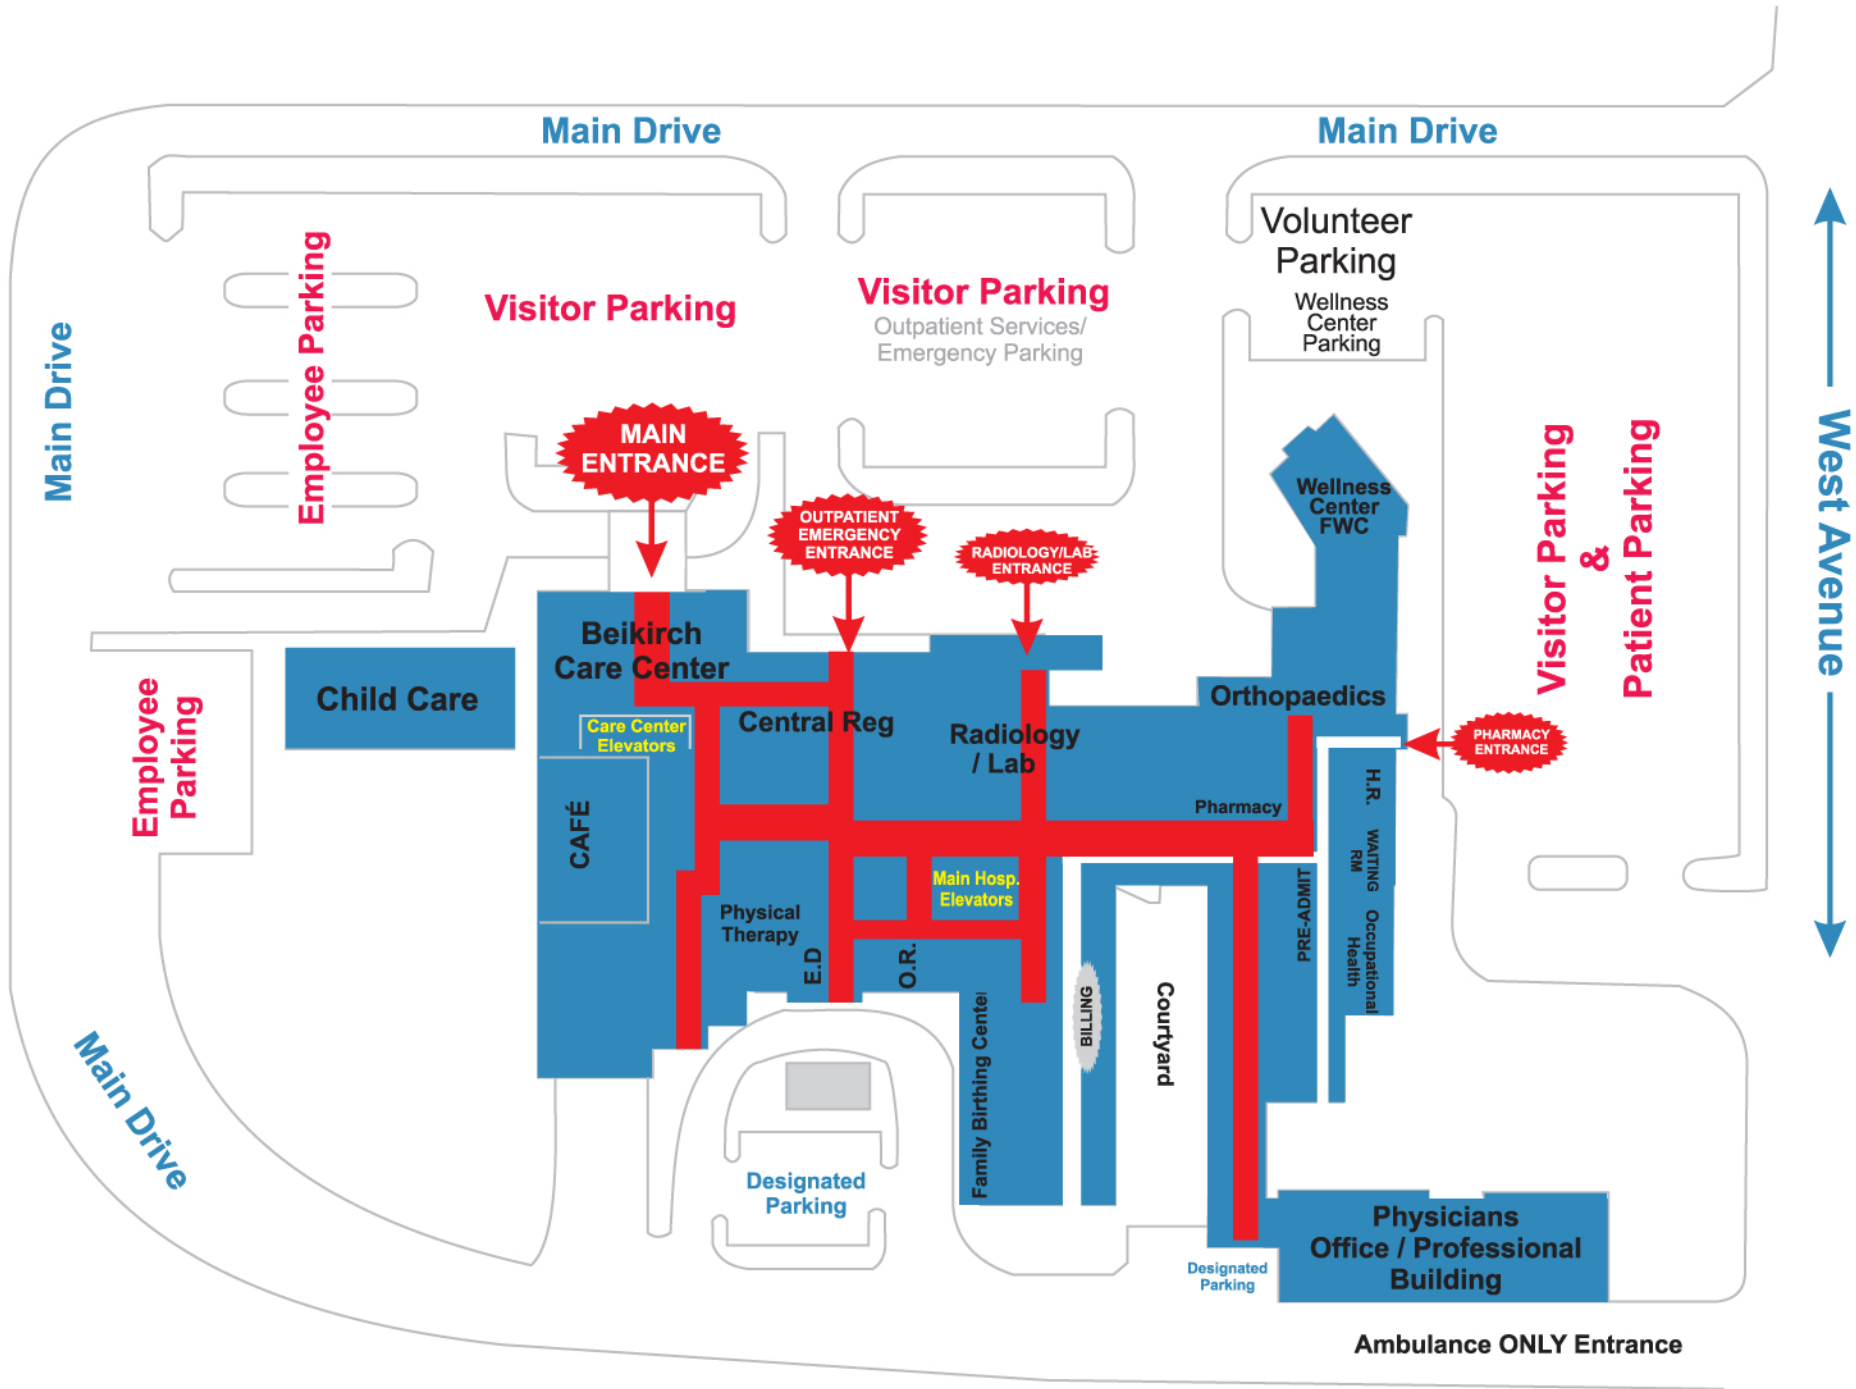 Main Drive
Main Drive
Volunteer
Parking
Wellness
Center
Parking
Visitor Parking
Visitor Parking
Outpatient Services/
Emergency Parking
Employee Parking
Main Drive
MAIN
ENTRANCE
OUTPATIENT
EMERGENCY
ENTRANCE
RADIOLOGY/LAB
ENTRANCE
Wellness
Center
FWC
Visitor Parking
&
Patient Parking
West Avenue
Beikirch
Care Center
Child Care
Employee
Parking
Care Center
Elevators
Central Reg
Radiology
/ Lab
Orthopaedics
PHARMACY
ENTRANCE
Pharmacy
H.R.
WAITING
RM
Occupational
Health
CAFÉ
Main Hosp.
Elevators
PRE-ADMIT
Physical
Therapy
E.D
O.R.
BILLING
Courtyard
Family Birthing Center
Main Drive
Designated
Parking
Physicians
Office / Professional
Building
Designated
Parking
Ambulance ONLY Entrance